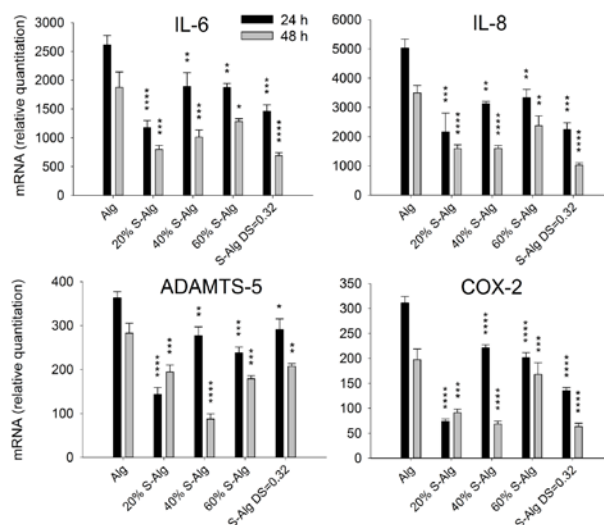 IL-6
24 h
48 h
mRNA (relative quantitation)
3000
2500
2000
1500
1000
500
0
**** *** ** *** ** * *** ****
Alg
20% S-Alg
40% S-Alg
60% S-Alg
S-Alg DS=0.32
IL-8
6000
5000
4000
3000
2000
1000
0
*** **** ** **** ** ** *** ****
Alg
20% S-Alg
40% S-Alg
60% S-Alg
S-Alg DS=0.32
ADAMTS-5
mRNA (relative quantitation)
400
300
200
100
0
**** *** ** **** *** *** * **
Alg
20% S-Alg
40% S-Alg
60% S-Alg
S-Alg DS=0.32
COX-2
350
300
250
200
150
100
50
0
**** *** **** **** **** *** **** ****
Alg
20% S-Alg
40% S-Alg
60% S-Alg
S-Alg DS=0.32